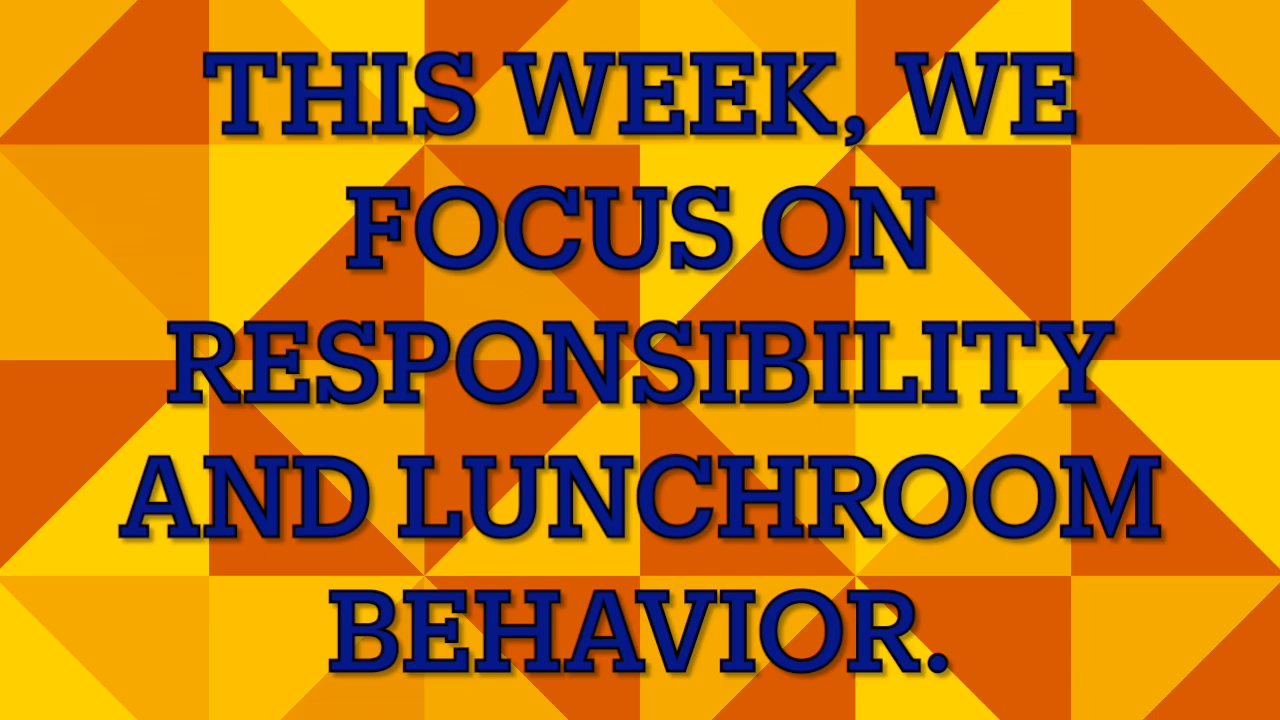 THIS WEEK, WE
FOCUS ON
RESPONSIBILITY
AND LUNCHROOM
BEHAVIOR.